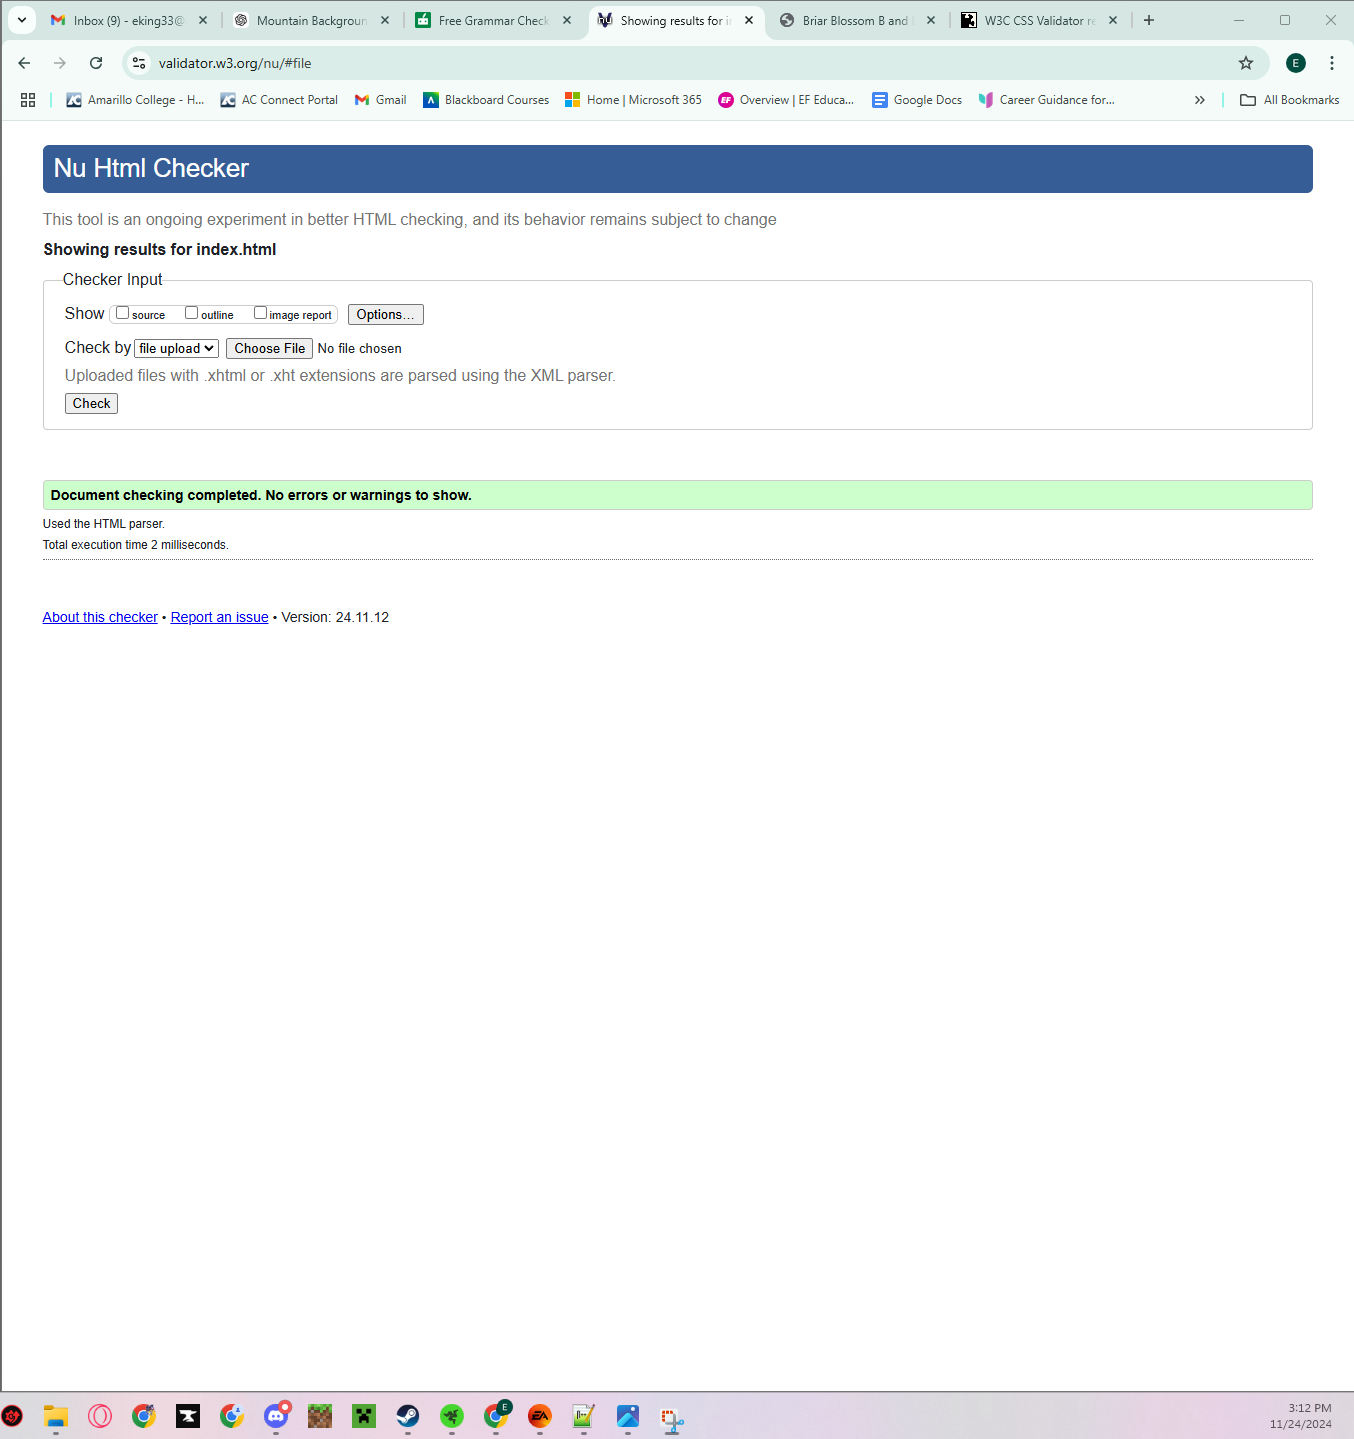 Inbox (9) - eking33@
Mountain Backgroun
Free Grammar Check
Showing results for i
Briar Blossom B and
W3C CSS Validator re
validator.w3.org/nu/#file
E
Amarillo College - H...
AC Connect Portal
Gmail
Blackboard Courses
Home | Microsoft 365
Overview | EF Educa...
Google Docs
Career Guidance for...
All Bookmarks
Nu Html Checker
This tool is an ongoing experiment in better HTML checking, and its behavior remains subject to change
Showing results for index.html
Checker Input
Show source outline image report Options...
Check by file upload Choose File No file chosen
Uploaded files with .xhtml or .xht extensions are parsed using the XML parser.
Check
Document checking completed. No errors or warnings to show.
Used the HTML parser.
Total execution time 2 milliseconds.
About this checker • Report an issue • Version: 24.11.12
3:12 PM
11/24/2024